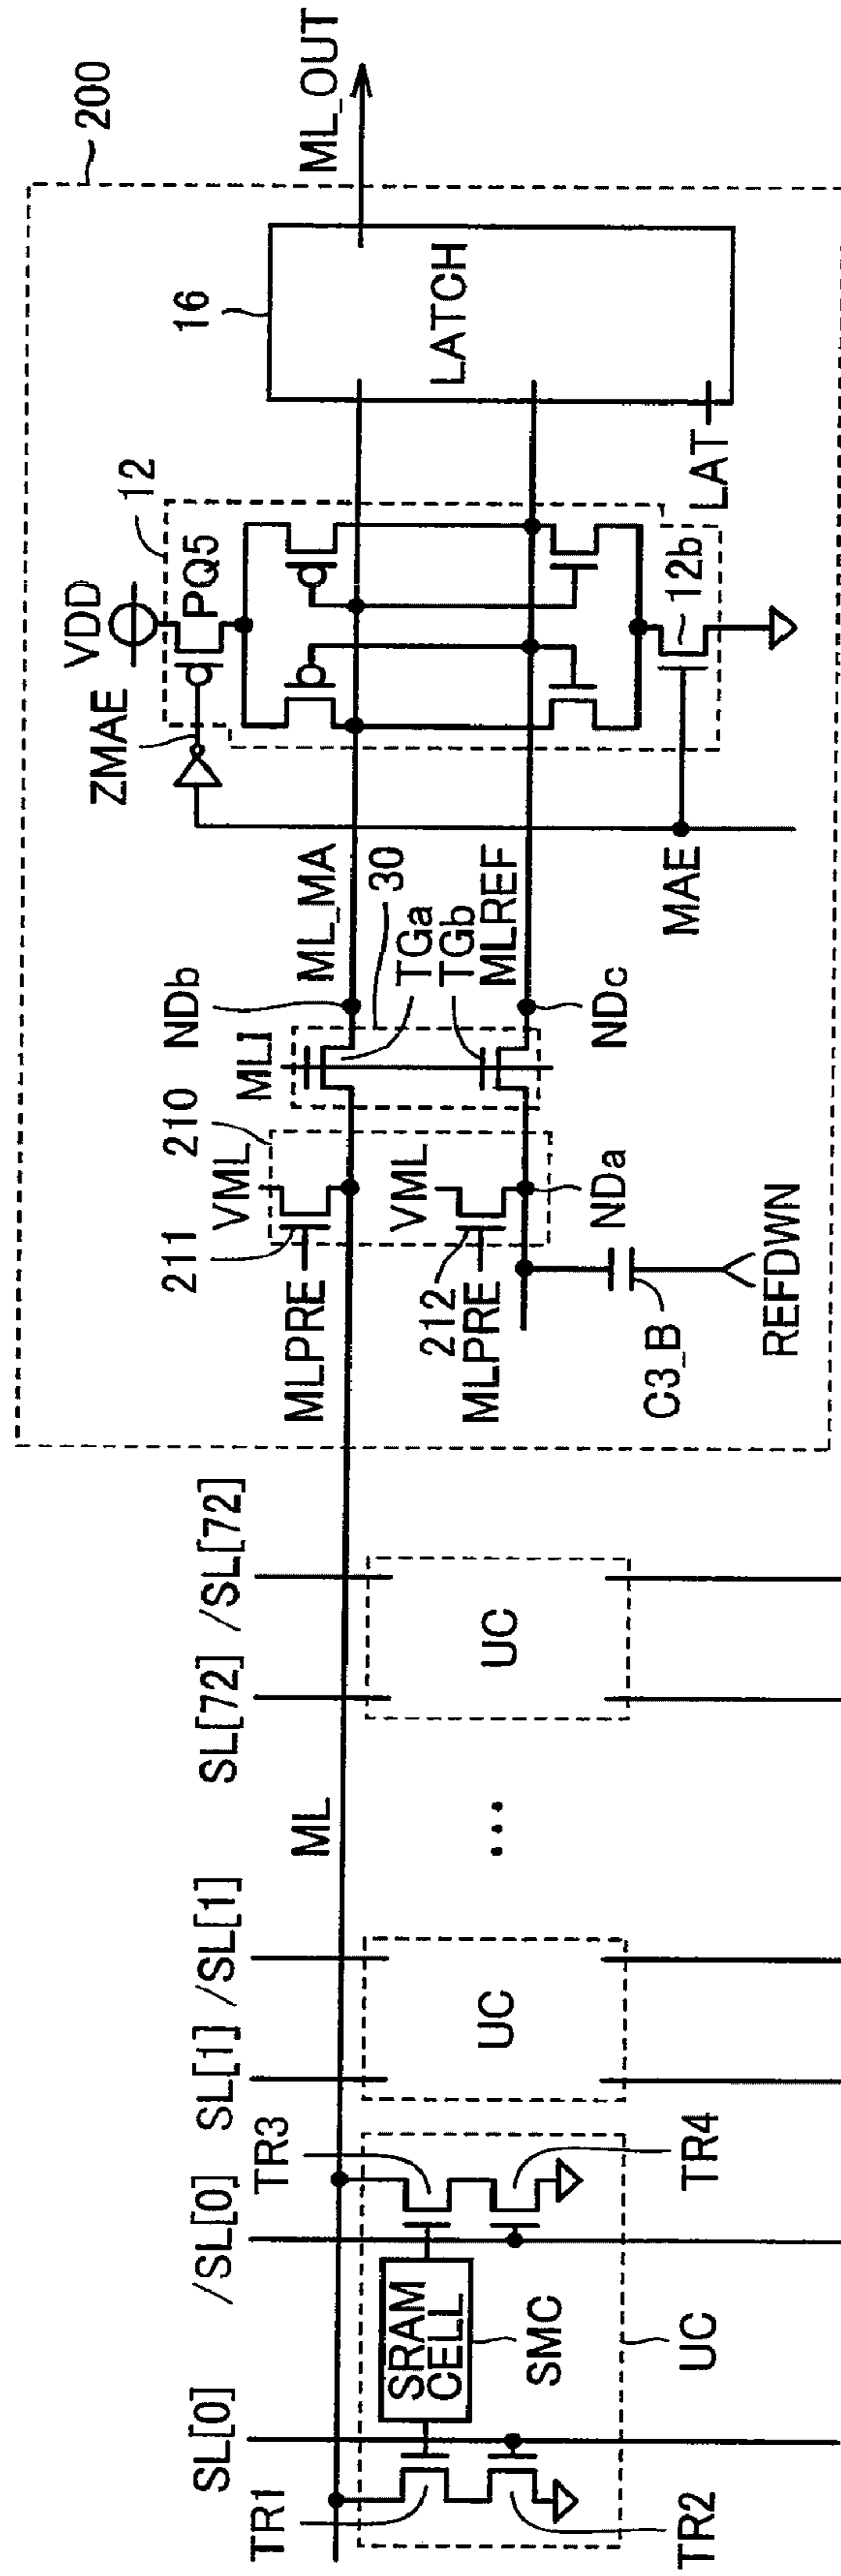 SL[0]
/SL[0]
SL[1]
/SL[1]
SL[72]
/SL[72]
TR1
TR2
TR3
TR4
SRAM
CELL
SMC
UC
UC
...
UC
ML
200
210
VML
211
MLPRE
VML
212
MLPRE
NDa
C3_B
REFDWN
MLI
30
TGa
TGb
NDb
NDc
ML_MA
MLREF
MAE
ZMAE
VDD
12
PQ5
12b
16
LATCH
LAT
ML_OUT